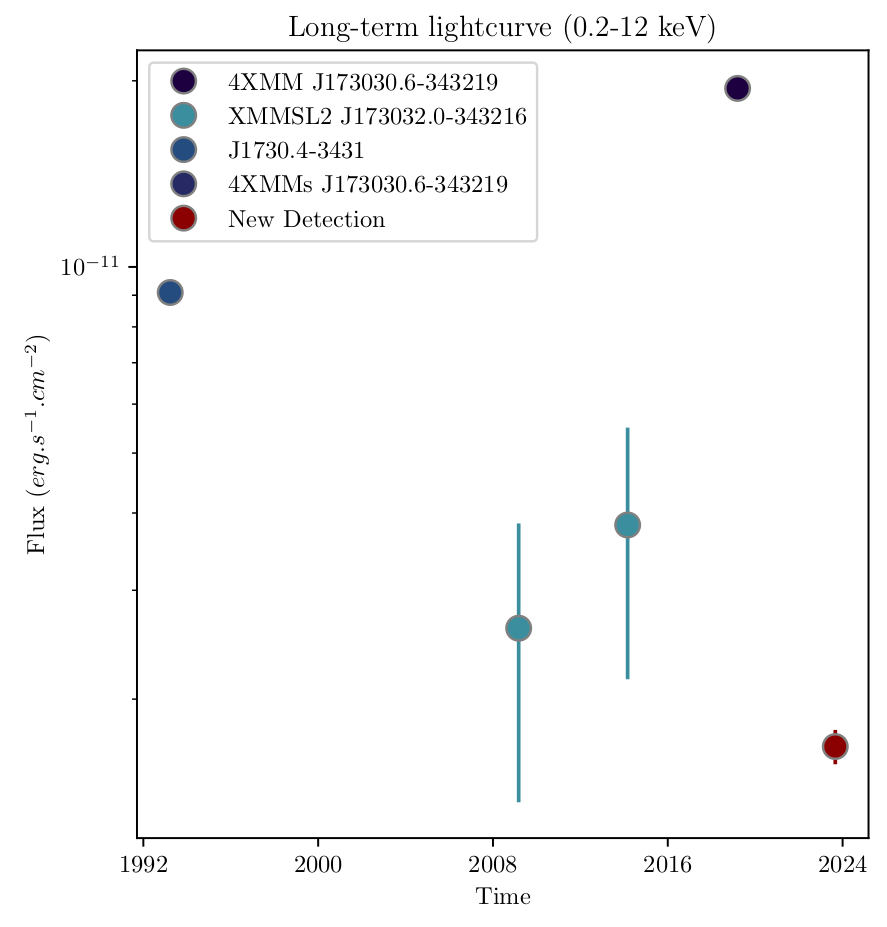 Long-term lightcurve (0.2-12 keV)
4XMM J173030.6-343219
XMMSL2 J173032.0-343216
J1730.4-3431
4XMMs J173030.6-343219
New Detection
10⁻¹¹
Flux (erg.s⁻¹.cm⁻²)
1992 2000 2008 2016 2024
Time